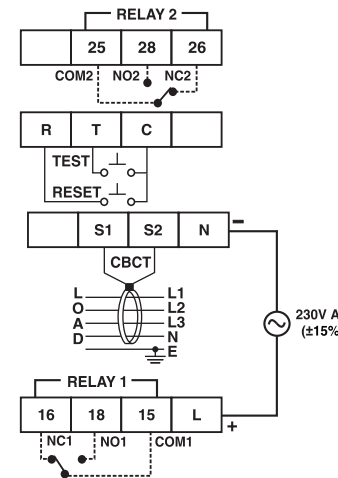 RELAY 2
25 28 26
COM2 NO2 NC2
R T C
TEST
RESET
S1 S2 N
–
CBCT
L L1
O L2
A L3
D N
E
230V A
(±15%
RELAY 1
16 18 15 L
+
NC1 NO1 COM1